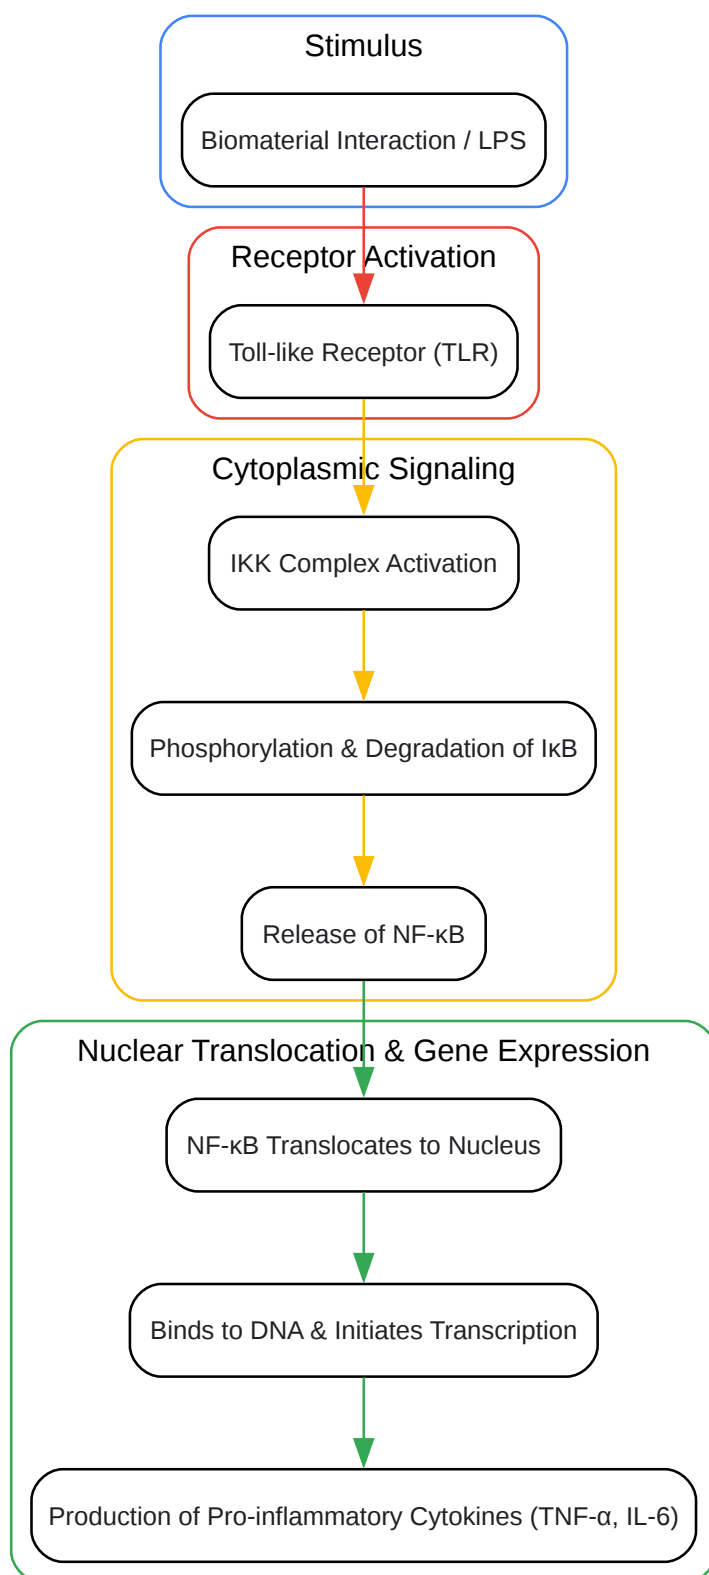 Stimulus
Biomaterial Interaction / LPS
Receptor Activation
Toll-like Receptor (TLR)
Cytoplasmic Signaling
IKK Complex Activation
Phosphorylation & Degradation of IκB
Release of NF-κB
Nuclear Translocation & Gene Expression
NF-κB Translocates to Nucleus
Binds to DNA & Initiates Transcription
Production of Pro-inflammatory Cytokines (TNF-α, IL-6)